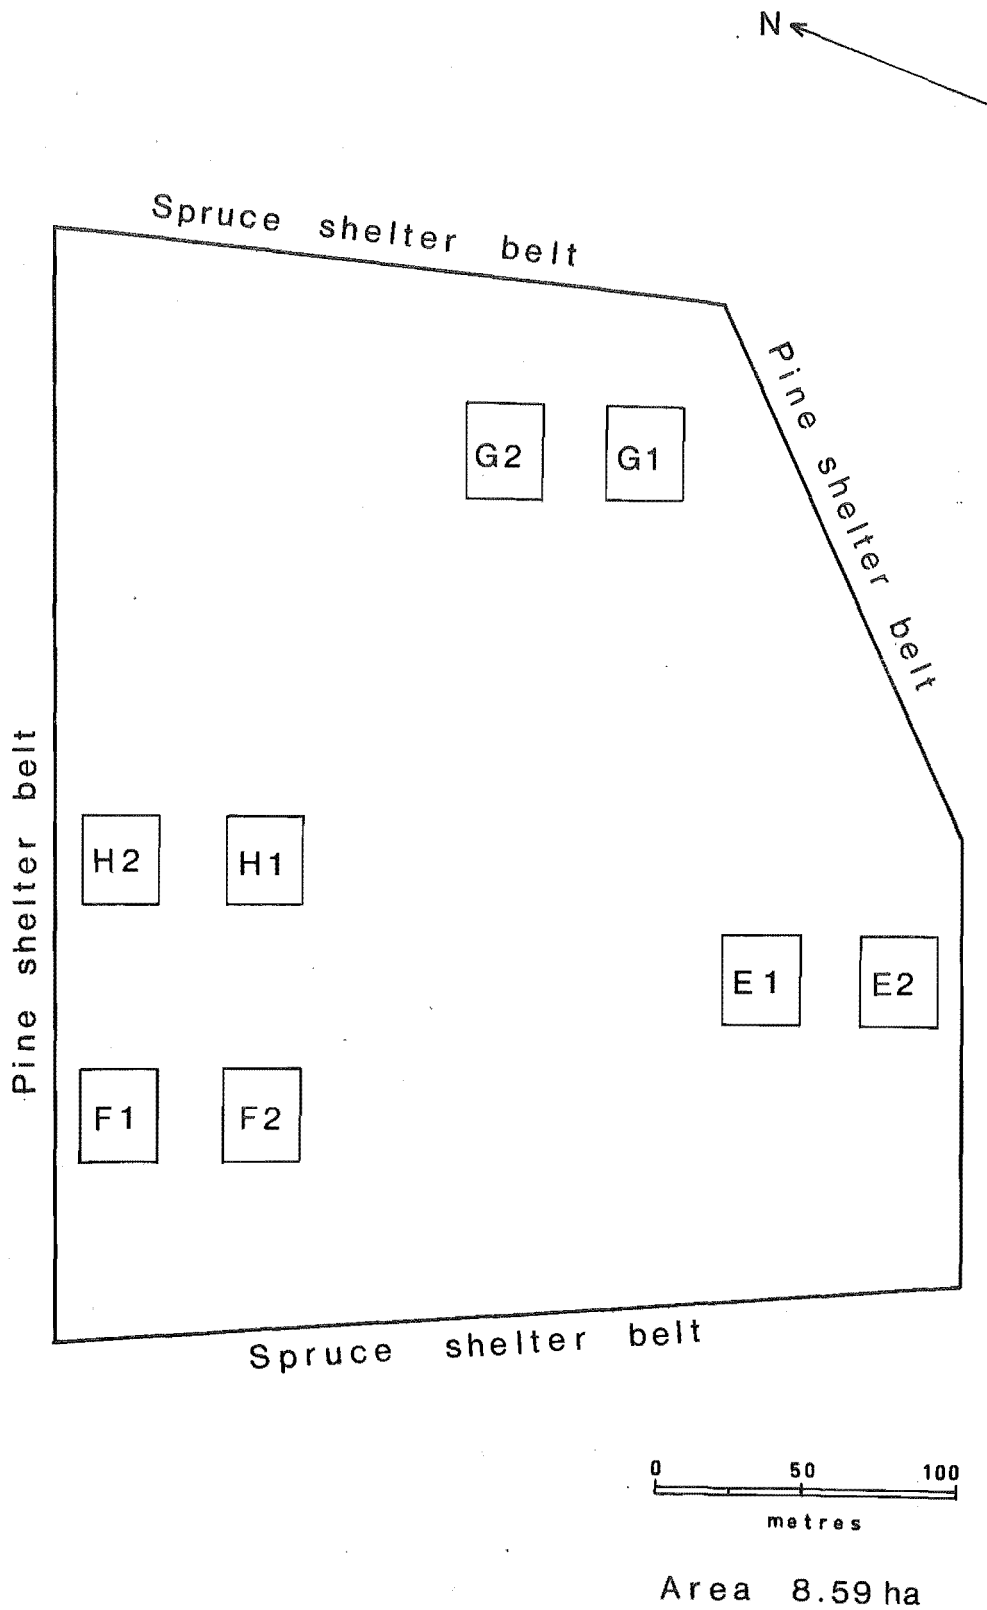 N
Spruce shelter belt
Pine shelter belt
G2 G1
Pine shelter belt
H2 H1
E1 E2
F1 F2
Spruce shelter belt
0 50 100
metres
Area 8.59 ha